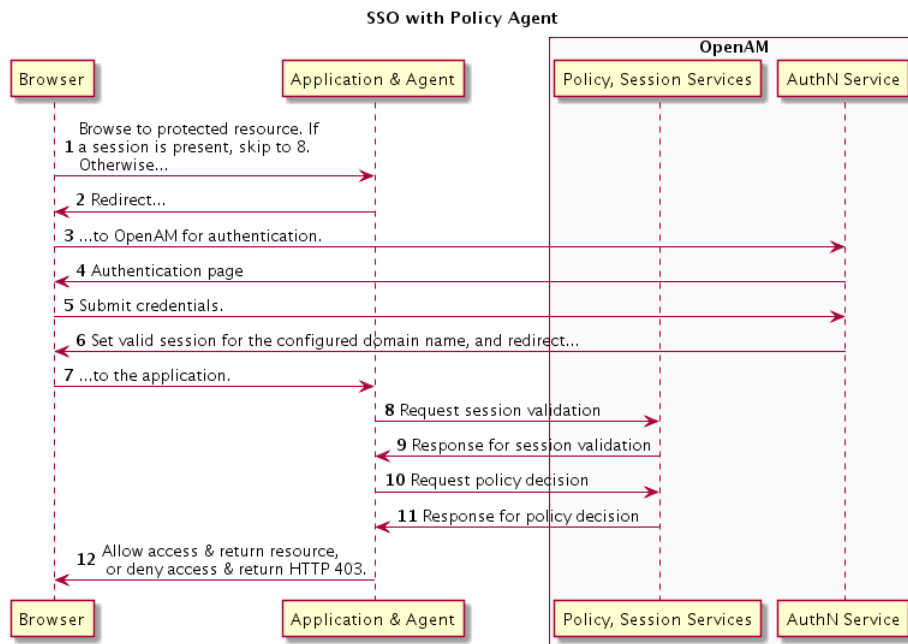 SSO with Policy Agent
OpenAM
Browser
Application & Agent
Policy, Session Services
AuthN Service
1 Browse to protected resource. If
a session is present, skip to 8.
Otherwise...
2 Redirect...
3 ...to OpenAM for authentication.
4 Authentication page
5 Submit credentials.
6 Set valid session for the configured domain name, and redirect...
7 ...to the application.
8 Request session validation
9 Response for session validation
10 Request policy decision
11 Response for policy decision
12 Allow access & return resource,
or deny access & return HTTP 403.
Browser
Application & Agent
Policy, Session Services
AuthN Service